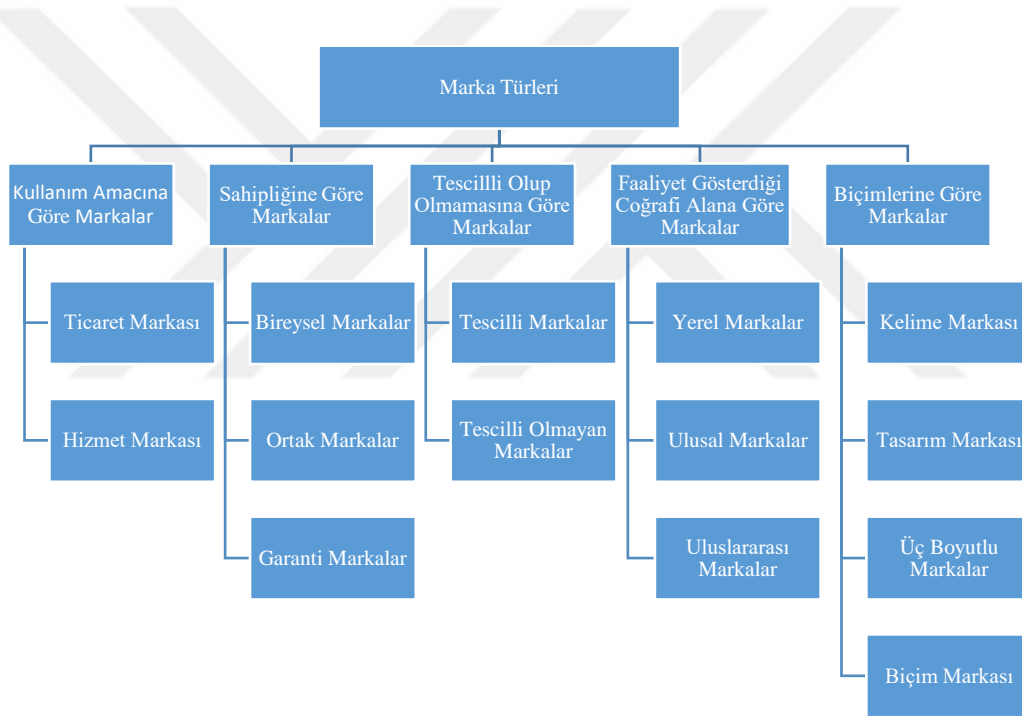 Marka Türleri
Kullanım Amacına
Göre Markalar
Sahipliğine Göre
Markalar
Tescillli Olup
Olmamasına Göre
Markalar
Faaliyet Gösterdiği
Coğrafi Alana Göre
Markalar
Biçimlerine Göre
Markalar
Ticaret Markası
Bireysel Markalar
Tescilli Markalar
Yerel Markalar
Kelime Markası
Hizmet Markası
Ortak Markalar
Tescilli Olmayan
Markalar
Ulusal Markalar
Tasarım Markası
Garanti Markalar
Uluslararası
Markalar
Üç Boyutlu
Markalar
Biçim Markası